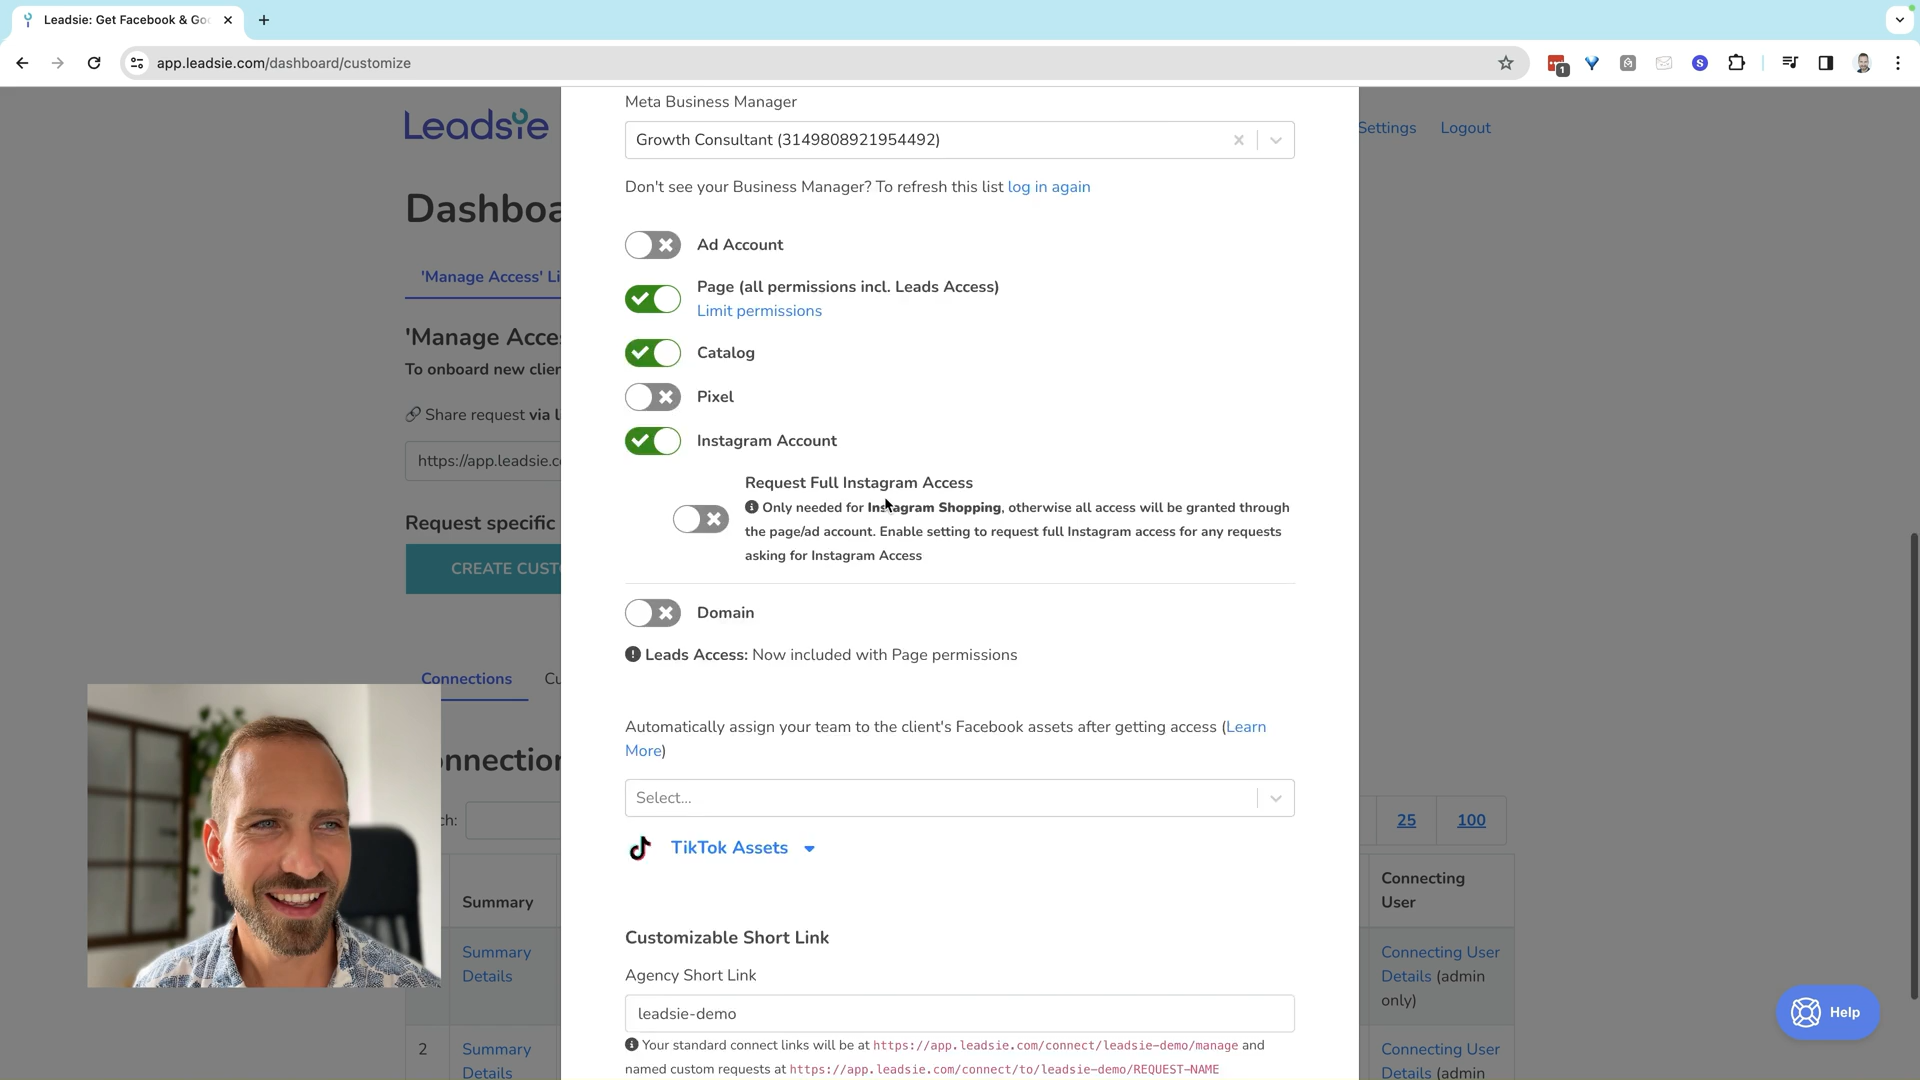 Leadsie: Get Facebook & Go
app.leadsie.com/dashboard/customize
1
S
Leadsie
Settings
Logout
Dashboa
'Manage Access' Li
'Manage Acce
To onboard new clien
Share request via l
https://app.leadsie.c
Request specific
CREATE CUST
Connections
Cu
onnection
ch:
25
100
Summary
Connecting
User
Summary
Details
Connecting User
Details (admin
only)
2
Summary
Details
Connecting User
Details (admin
Meta Business Manager
Growth Consultant (3149808921954492)
Don't see your Business Manager? To refresh this list log in again
Ad Account
Page (all permissions incl. Leads Access)
Limit permissions
Catalog
Pixel
Instagram Account
Request Full Instagram Access
Only needed for Instagram Shopping, otherwise all access will be granted through
the page/ad account. Enable setting to request full Instagram access for any requests
asking for Instagram Access
Domain
Leads Access: Now included with Page permissions
Automatically assign your team to the client's Facebook assets after getting access (Learn
More)
Select...
TikTok Assets
Customizable Short Link
Agency Short Link
leadsie-demo
Your standard connect links will be at https://app.leadsie.com/connect/leadsie-demo/manage and
named custom requests at https://app.leadsie.com/connect/to/leadsie-demo/REQUEST-NAME
Help